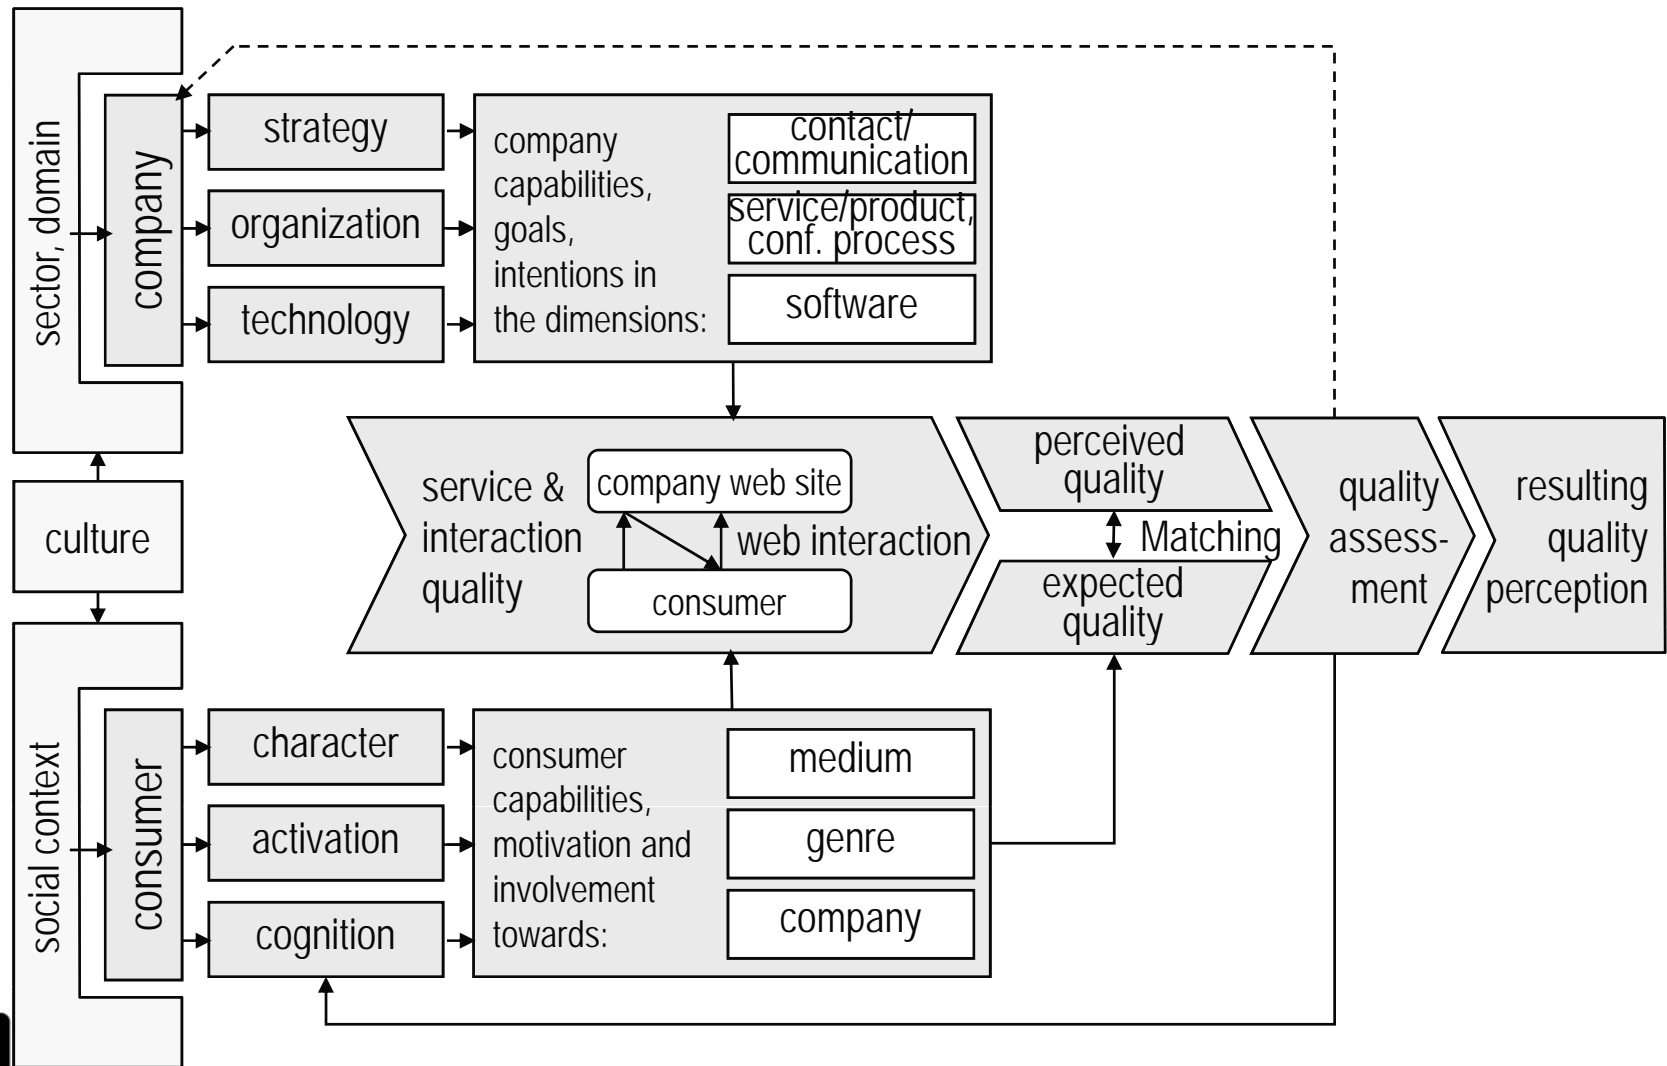 sector, domain
company
strategy
organization
technology
company
capabilities,
goals,
intentions in
the dimensions:
contact/
communication
service/product,
conf. process
software
culture
service &
interaction
quality
company web site
web interaction
consumer
perceived
quality
Matching
expected
quality
quality
assess-
ment
resulting
quality
perception
social context
consumer
character
activation
cognition
consumer
capabilities,
motivation and
involvement
towards:
medium
genre
company